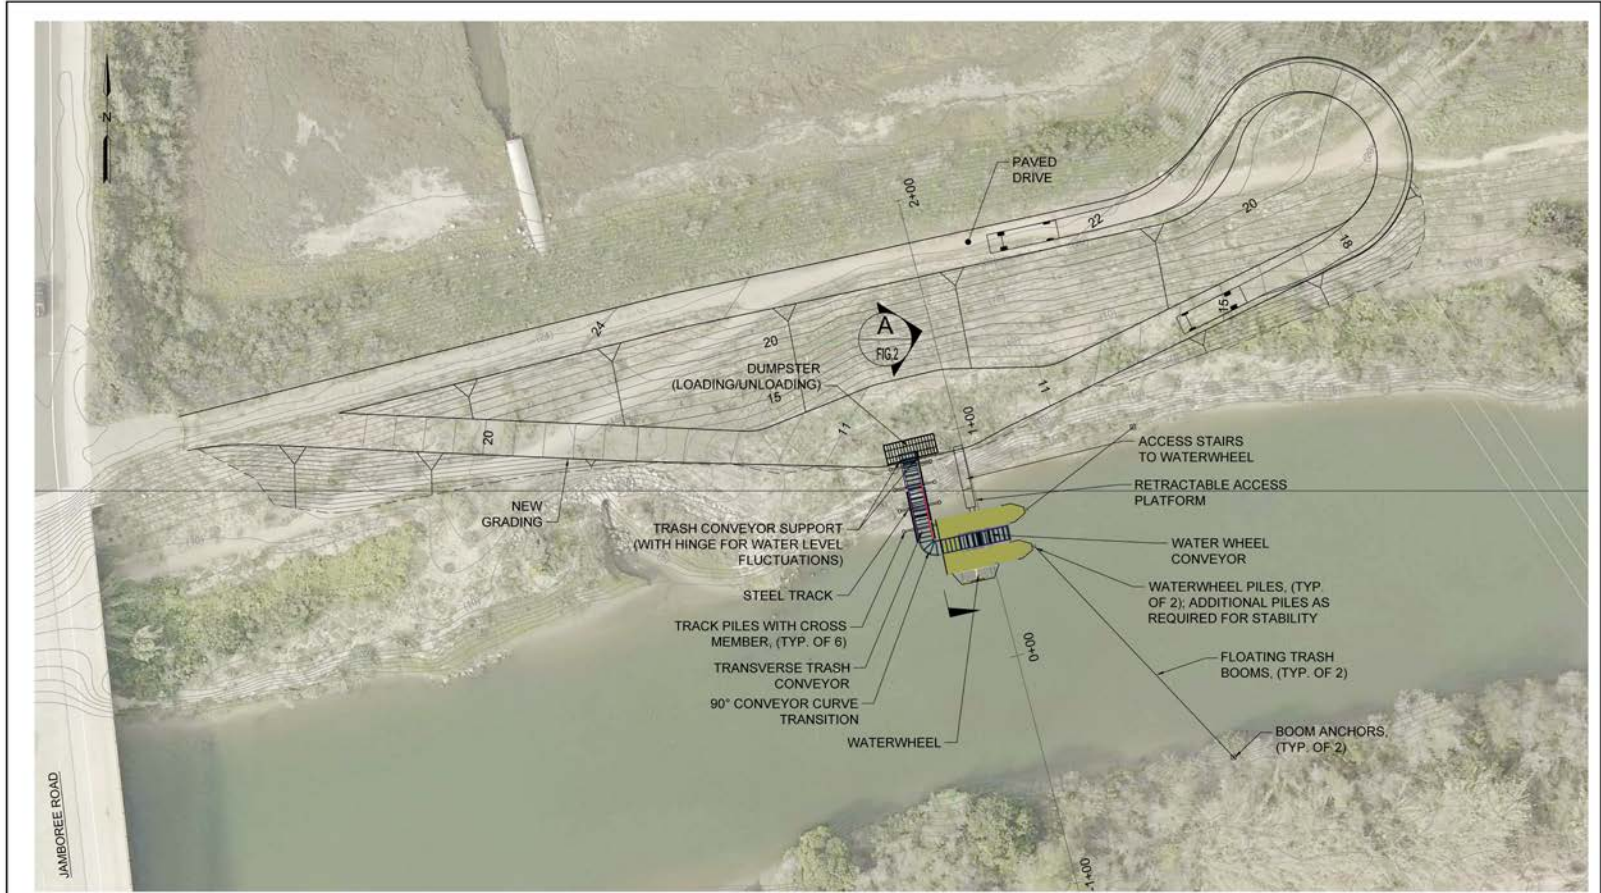 N
PAVED
DRIVE
2+00
22
20
18
15
24
20
A
FIG.2
DUMPSTER
(LOADING/UNLOADING)
15
11
11
1+00
20
ACCESS STAIRS
TO WATERWHEEL
RETRACTABLE ACCESS
PLATFORM
NEW
GRADING
TRASH CONVEYOR SUPPORT
(WITH HINGE FOR WATER LEVEL
FLUCTUATIONS)
WATER WHEEL
CONVEYOR
STEEL TRACK
WATERWHEEL PILES, (TYP.
OF 2); ADDITIONAL PILES AS
REQUIRED FOR STABILITY
TRACK PILES WITH CROSS
MEMBER, (TYP. OF 6)
0+00
FLOATING TRASH
BOOMS, (TYP. OF 2)
TRANSVERSE TRASH
CONVEYOR
90° CONVEYOR CURVE
TRANSITION
WATERWHEEL
BOOM ANCHORS,
(TYP. OF 2)
JAMBOREE ROAD
-1+00